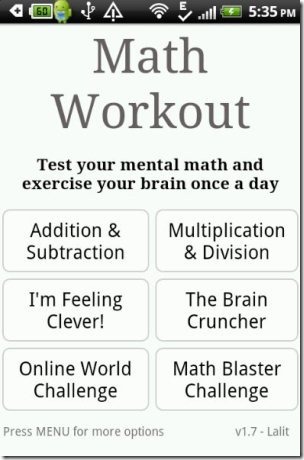 60 E 5:35 PM
Math
Workout
Test your mental math and
exercise your brain once a day
Addition &
Subtraction
Multiplication
& Division
I'm Feeling
Clever!
The Brain
Cruncher
Online World
Challenge
Math Blaster
Challenge
Press MENU for more options v1.7 - Lalit